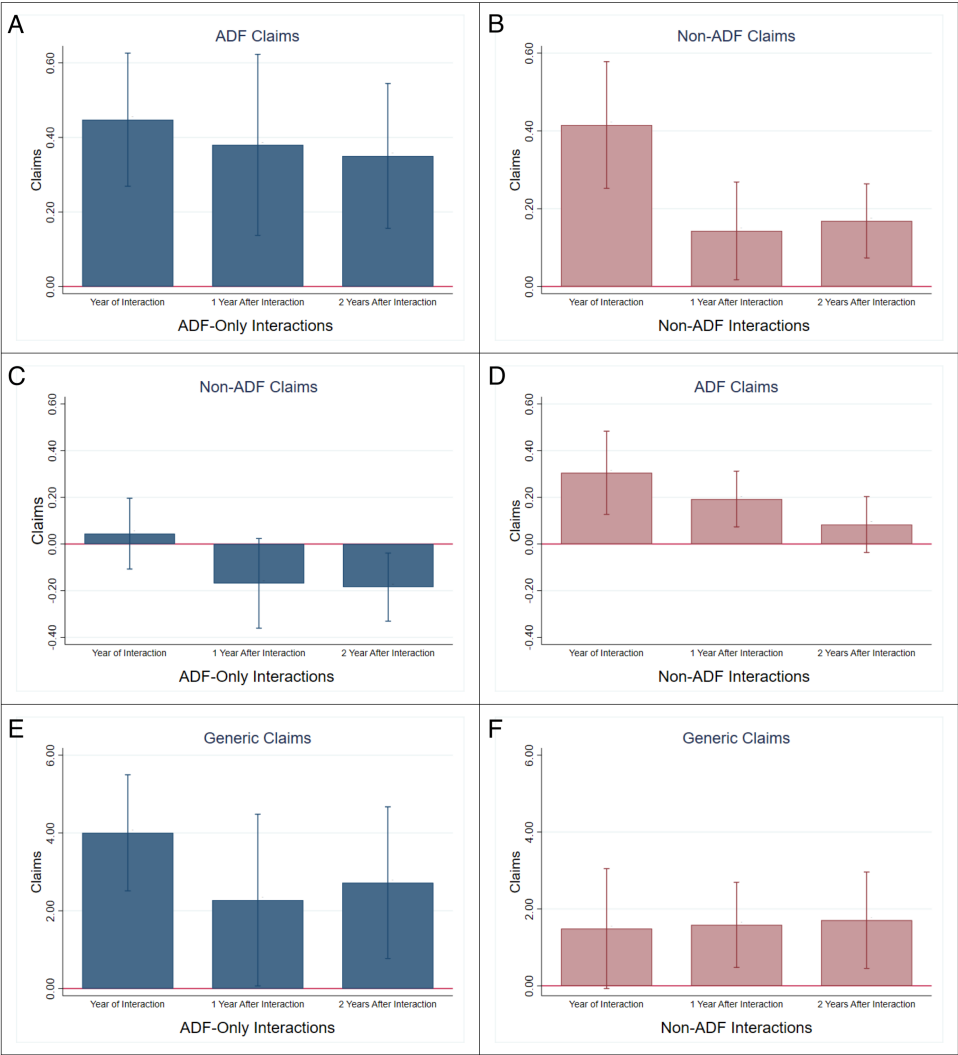 A
ADF Claims
Claims
0.60
0.40
0.20
0.00
Year of Interaction 1 Year After Interaction 2 Years After Interaction
ADF-Only Interactions
B
Non-ADF Claims
Claims
0.60
0.40
0.20
0.00
Year of Interaction 1 Year After Interaction 2 Years After Interaction
Non-ADF Interactions
C
Non-ADF Claims
Claims
0.60
0.40
0.20
0.00
-0.20
-0.40
Year of Interaction 1 Year After Interaction 2 Year After Interaction
ADF-Only Interactions
D
ADF Claims
Claims
0.60
0.40
0.20
0.00
-0.20
-0.40
Year of Interaction 1 Year After Interaction 2 Years After Interaction
Non-ADF Interactions
E
Generic Claims
Claims
6.00
4.00
2.00
0.00
Year of Interaction 1 Year After Interaction 2 Years After Interaction
ADF-Only Interactions
F
Generic Claims
Claims
6.00
4.00
2.00
0.00
Year of Interaction 1 Year After Interaction 2 Years After Interaction
Non-ADF Interactions